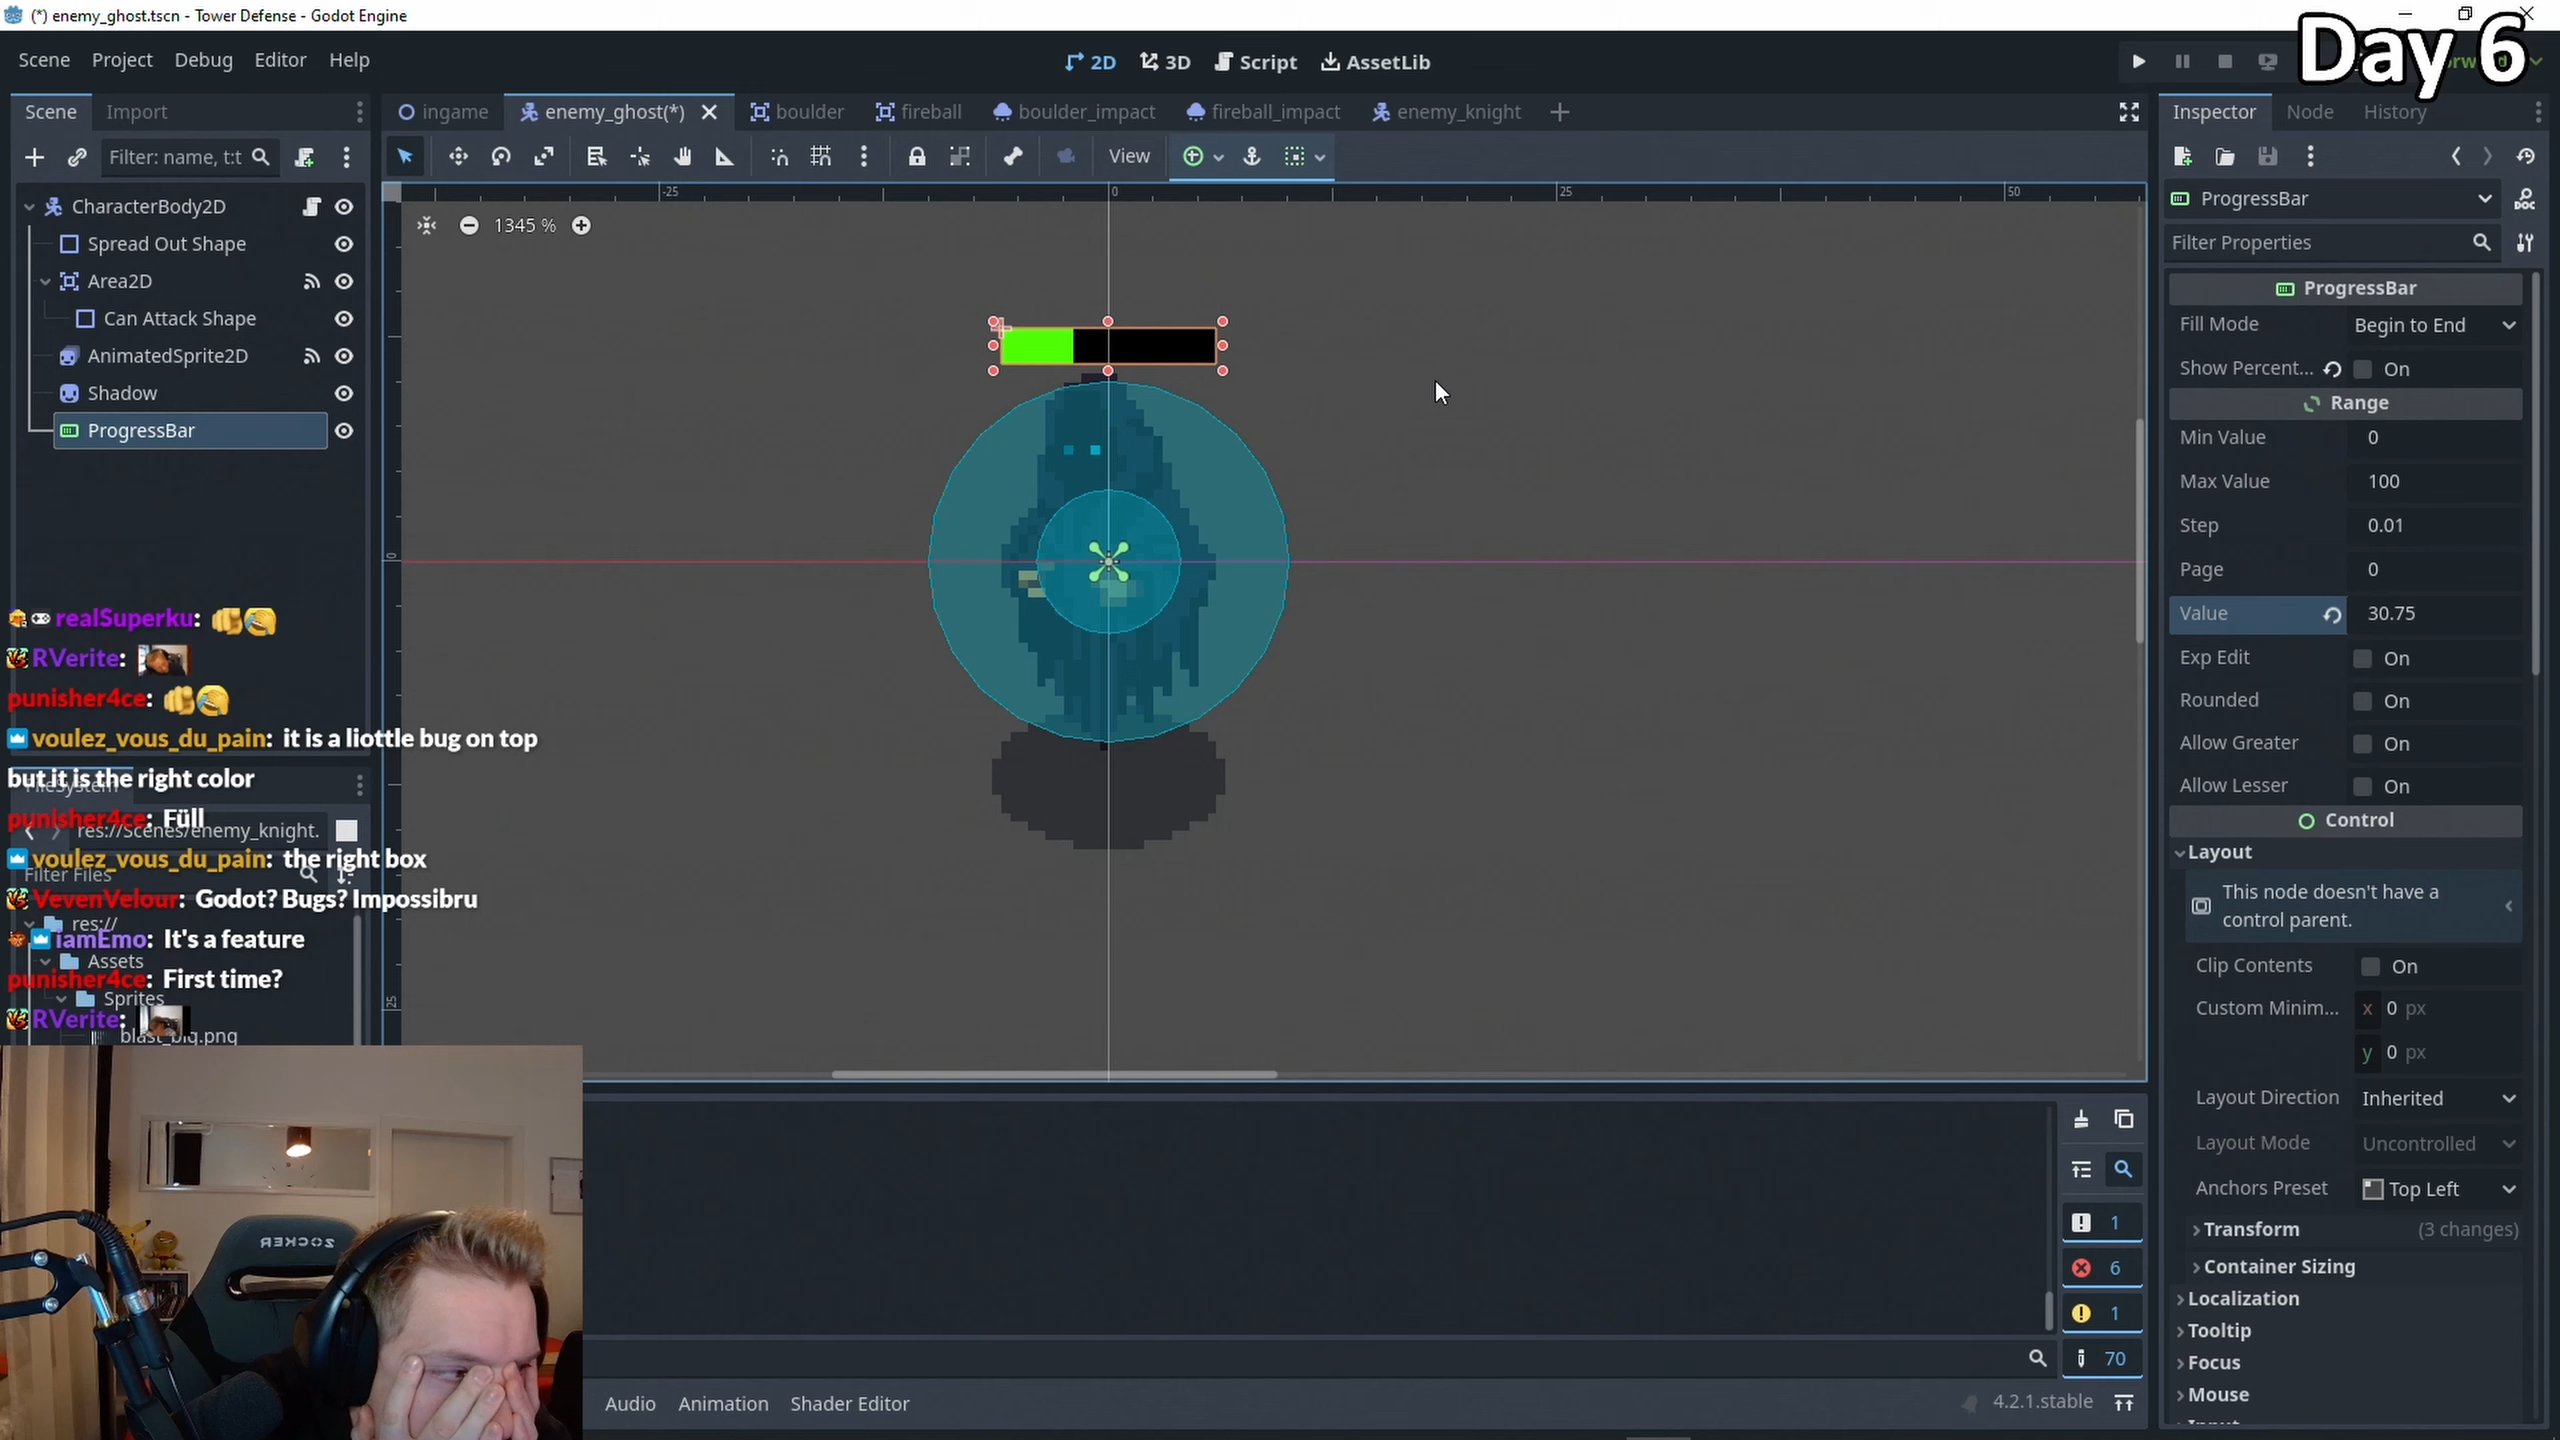 (*) enemy_ghost.tscn - Tower Defense - Godot Engine
Day 6
Scene Project Debug Editor Help
2D 3D Script AssetLib
Scene Import
ingame enemy_ghost(*) boulder fireball boulder_impact fireball_impact enemy_knight
Inspector Node History
Filter: name, t:t
View
1345 %
-25 0 25 50
0
25
CharacterBody2D
Spread Out Shape
Area2D
Can Attack Shape
AnimatedSprite2D
Shadow
ProgressBar
realSuperku:
RVerite:
punisher4ce:
voulez_vous_du_pain: it is a liottle bug on top
but it is the right color
FileSystem
punisher4ce: Füll
res://Scenes/enemy_knight.
voulez_vous_du_pain: the right box
Filter Files
VevenVelour: Godot? Bugs? Impossibru
res://
iamEmo: It's a feature
Assets
punisher4ce: First time?
Sprites
RVerite:
blast_big.png
ProgressBar
Filter Properties
ProgressBar
Fill Mode Begin to End
Show Percent... On
Range
Min Value 0
Max Value 100
Step 0.01
Page 0
Value 30.75
Exp Edit On
Rounded On
Allow Greater On
Allow Lesser On
Control
Layout
This node doesn't have a
control parent.
Clip Contents On
Custom Minim... x 0 px
y 0 px
Layout Direction Inherited
Layout Mode Uncontrolled
Anchors Preset Top Left
Transform (3 changes)
Container Sizing
Localization
Tooltip
Focus
Mouse
1
6
1
70
Audio Animation Shader Editor
4.2.1.stable